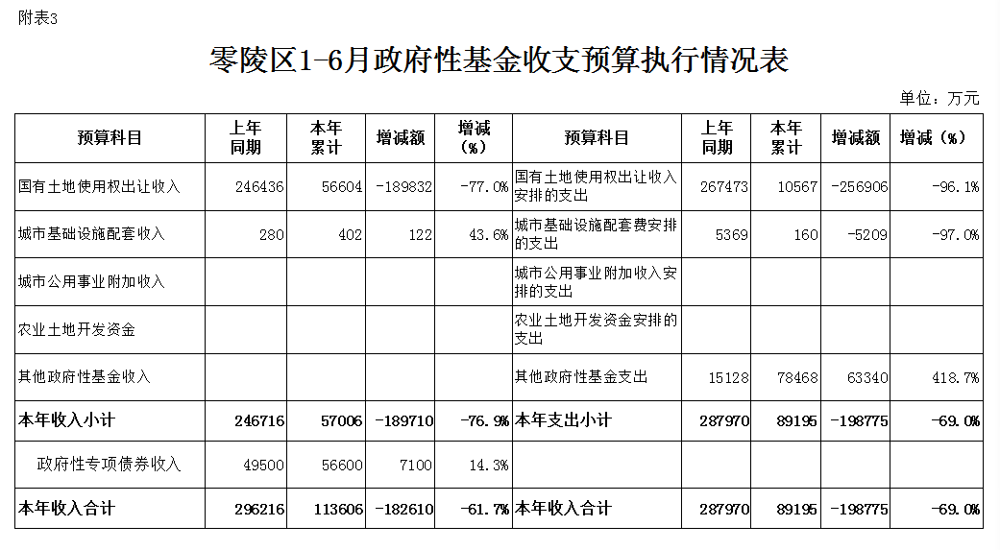 附表3
零陵区1-6月政府性基金收支预算执行情况表
单位：万元
预算科目 上年同期 本年累计 增减额 增减（%） 预算科目 上年同期 本年累计 增减额 增减（%）
国有土地使用权出让收入 246436 56604 -189832 -77.0% 国有土地使用权出让收入安排的支出 267473 10567 -256906 -96.1%
城市基础设施配套收入 280 402 122 43.6% 城市基础设施配套费安排的支出 5369 160 -5209 -97.0%
城市公用事业附加收入 城市公用事业附加收入安排的支出
农业土地开发资金 农业土地开发资金安排的支出
其他政府性基金收入 其他政府性基金支出 15128 78468 63340 418.7%
本年收入小计 246716 57006 -189710 -76.9% 本年支出小计 287970 89195 -198775 -69.0%
政府性专项债券收入 49500 56600 7100 14.3%
本年收入合计 296216 113606 -182610 -61.7% 本年收入合计 287970 89195 -198775 -69.0%